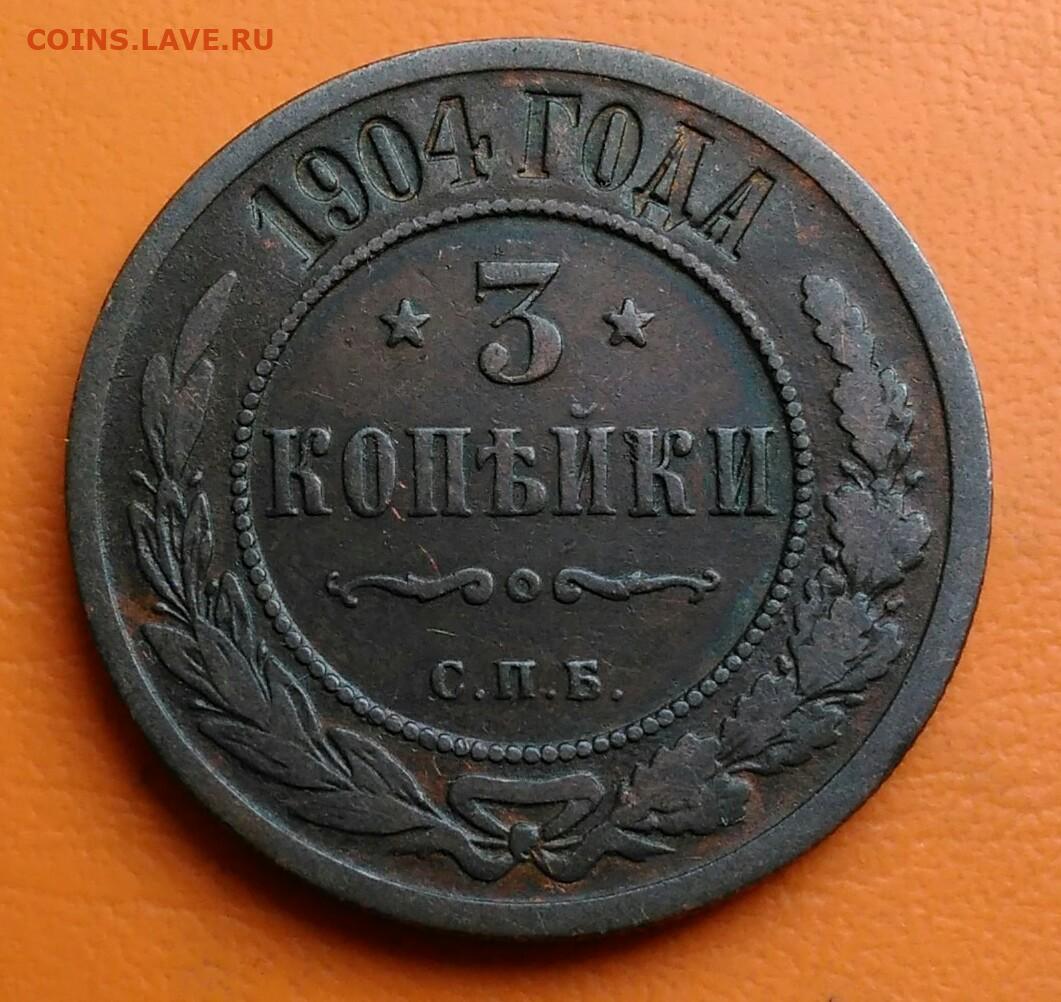 COINS.LAVE.RU
1904 ГОДА
3
КОПѢЙКИ
С.П.Б.